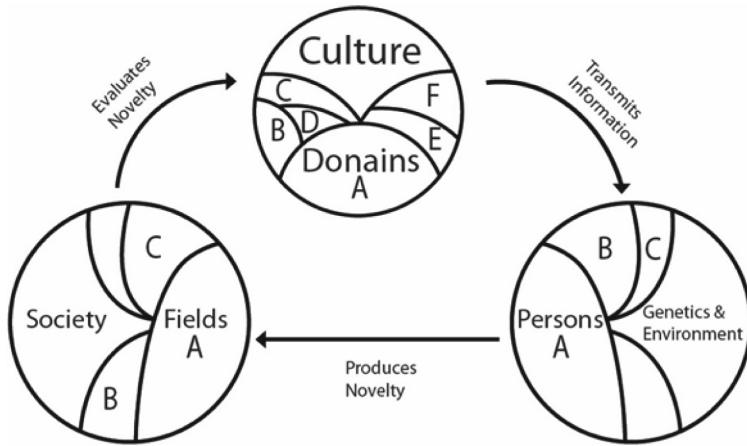 Culture
C
F
D
B
E
Donains
A
Evaluates
Novelty
Transmits
Information
C
Society
Fields
A
B
B
C
Persons
A
Genetics &
Environment
Produces
Novelty